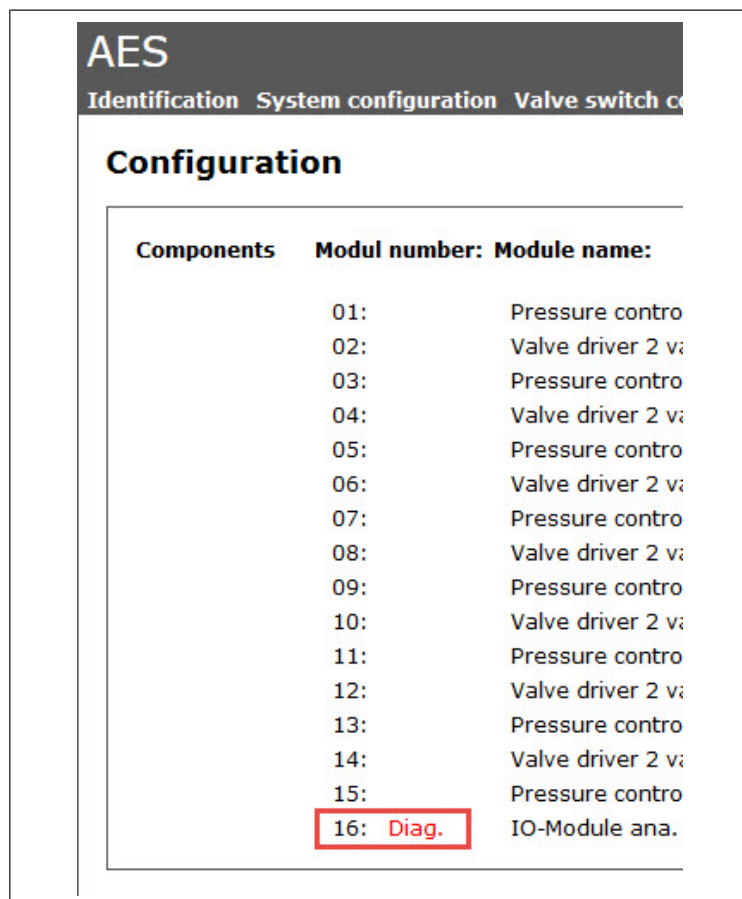 AES
Identification System configuration Valve switch co
Configuration
Components Modul number: Module name:
01: Pressure contro
02: Valve driver 2 va
03: Pressure contro
04: Valve driver 2 va
05: Pressure contro
06: Valve driver 2 va
07: Pressure contro
08: Valve driver 2 va
09: Pressure contro
10: Valve driver 2 va
11: Pressure contro
12: Valve driver 2 va
13: Pressure contro
14: Valve driver 2 va
15: Pressure contro
16: Diag. IO-Module ana.